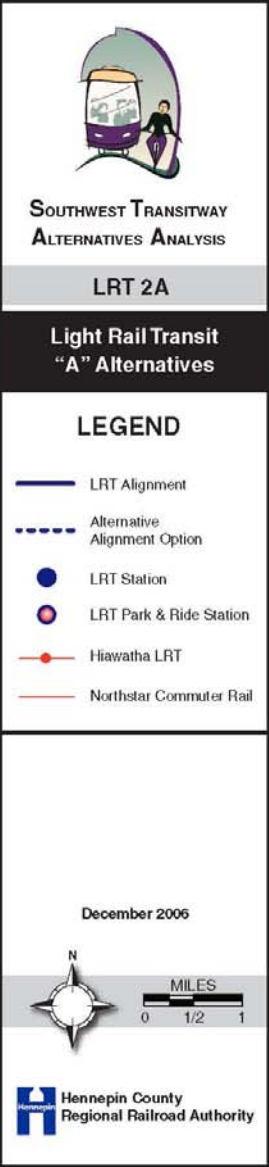 SOUTHWEST TRANSITWAY
ALTERNATIVES ANALYSIS
LRT 2A
Light Rail Transit
“A” Alternatives
LEGEND
LRT Alignment
Alternative
Alignment Option
LRT Station
LRT Park & Ride Station
Hiawatha LRT
Northstar Commuter Rail
December 2006
N
MILES
0 1/2 1
Hennepin
Hennepin County
Regional Railroad Authority